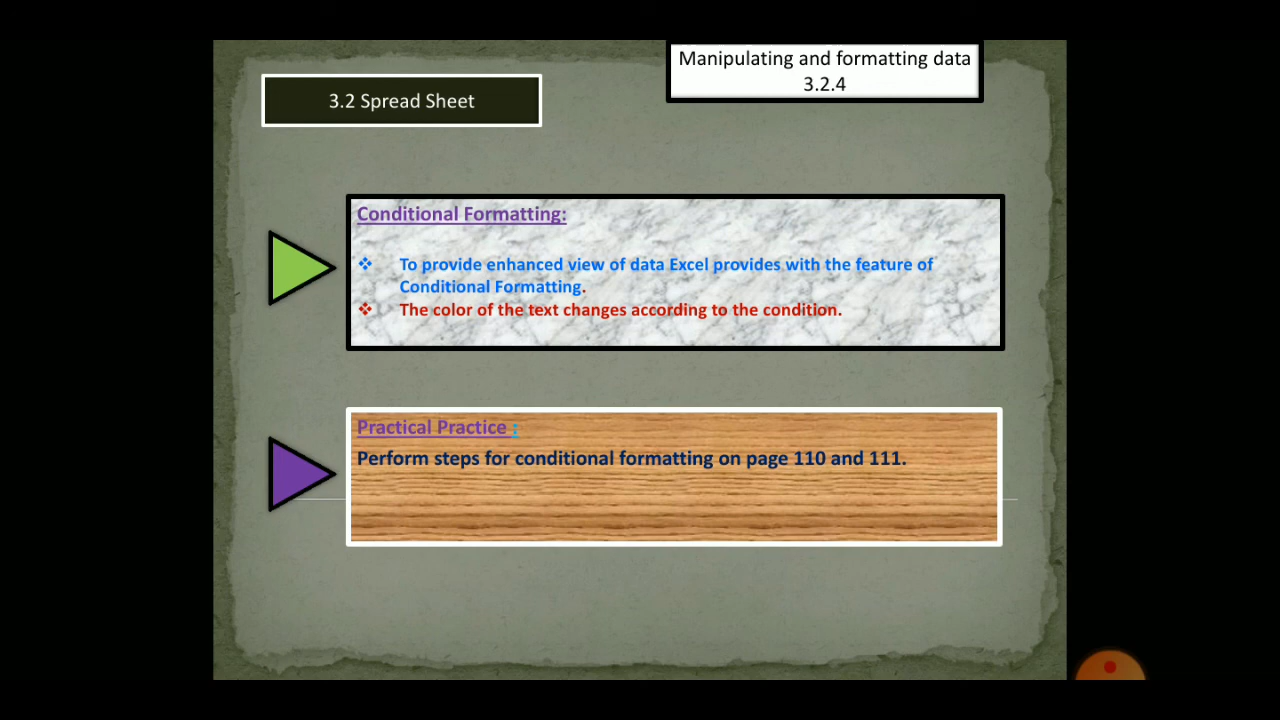 Manipulating and formatting data
3.2.4
3.2 Spread Sheet
Conditional Formatting:
❖ To provide enhanced view of data Excel provides with the feature of
Conditional Formatting.
❖ The color of the text changes according to the condition.
Practical Practice :
Perform steps for conditional formatting on page 110 and 111.